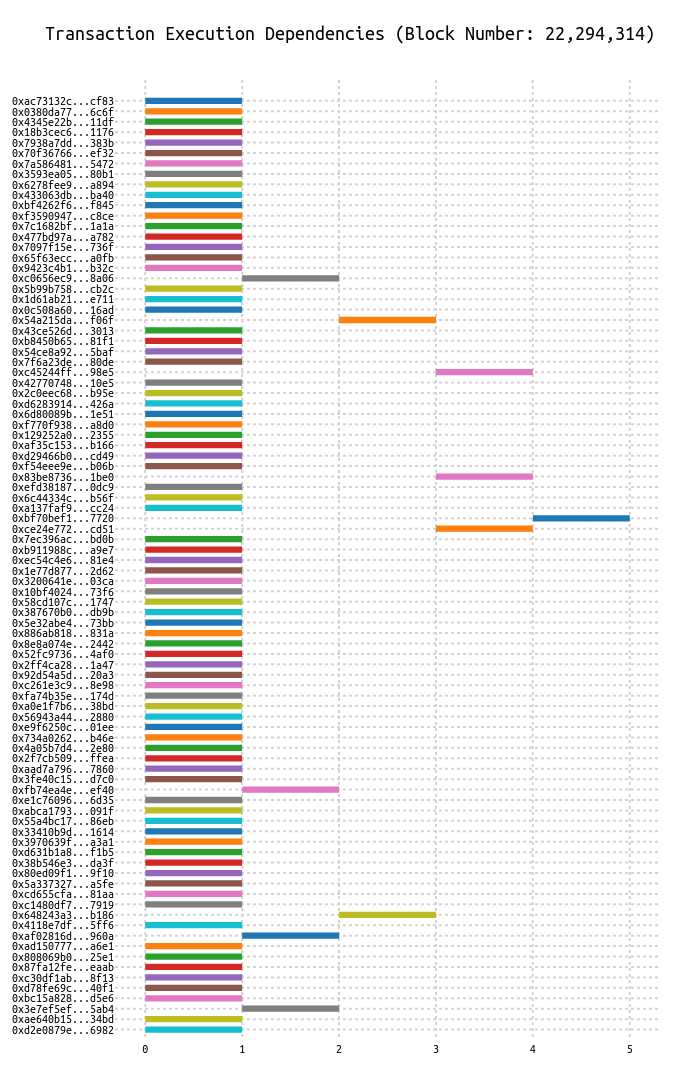 Transaction Execution Dependencies (Block Number: 22,294,314)
0xac73132c...cf83
0x0380da77...6c6f
0x4345e22b...11df
0x18b3cec6...1176
0x7938a7dd...383b
0x70f36766...ef32
0x7a586481...5472
0x3593ea05...80b1
0x6278fee9...a894
0x433063db...ba40
0xbf4262f6...f845
0xf3590947...c8ce
0x7c1682bf...1a1a
0x477bd97a...a782
0x7097f15e...736f
0x65f63ecc...a0fb
0x9423c4b1...b32c
0xc0656ec9...8a06
0x5b99b758...cb2c
0x1d61ab21...e711
0x0c508a60...16ad
0x54a215da...f06f
0x43ce526d...3013
0xb8450b65...81f1
0x54ce8a92...5baf
0x7f6a23de...80de
0xc45244ff...98e5
0x42770748...10e5
0x2c0eec68...b95e
0xd6283914...426a
0x6d80089b...1e51
0xf770f938...a8d0
0x129252a0...2355
0xaf35c153...b166
0xd29466b0...cd49
0xf54eee9e...b06b
0x83be8736...1be0
0xefd38187...0dc9
0x6c44334c...b56f
0xa137faf9...cc24
0xbf70bef1...7720
0xce24e772...cd51
0x7ec396ac...bd0b
0xb911988c...a9e7
0xec54c4e6...81e4
0x1e77d877...2d62
0x3200641e...03ca
0x10bf4024...73f6
0x58cd107c...1747
0x387670b0...db9b
0x5e32abe4...73bb
0x886ab818...831a
0x8e8a074e...2442
0x52fc9736...4af0
0x2ff4ca28...1a47
0x92d54a5d...20a3
0xc261e3c9...8e98
0xfa74b35e...174d
0xa0e1f7b6...38bd
0x56943a44...2880
0xe9f6250c...01ee
0x734a0262...b46e
0x4a05b7d4...2e80
0x2f7cb509...ffea
0xaad7a796...7860
0x3fe40c15...d7c0
0xfb74ea4e...ef40
0xe1c76096...6d35
0xabca1793...091f
0x55a4bc17...86eb
0x33410b9d...1614
0x3970639f...a3a1
0xd631b1a8...f1b5
0x38b546e3...da3f
0x80ed09f1...9f10
0x5a337327...a5fe
0xcd655cfa...81aa
0xc1480df7...7919
0x648243a3...b186
0x4118e7df...5ff6
0xaf02816d...960a
0xad150777...a6e1
0x808069b0...25e1
0x87fa12fe...eaab
0xc30df1ab...8f13
0xd78fe69c...40f1
0xbc15a828...d5e6
0x3e7ef5ef...5ab4
0xae640b15...34bd
0xd2e0879e...6982
0 1 2 3 4 5